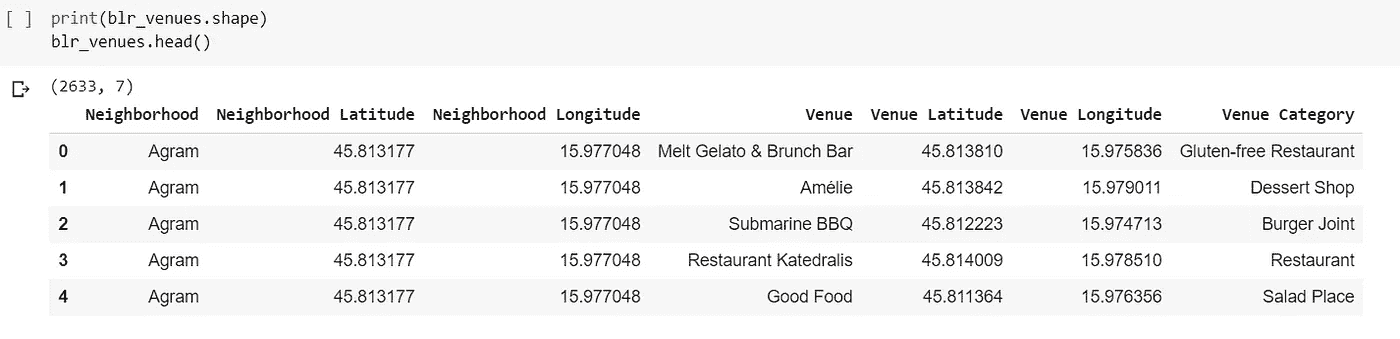 [ ] print(blr_venues.shape)
blr_venues.head()
(2633, 7)
Neighborhood Neighborhood Latitude Neighborhood Longitude Venue Venue Latitude Venue Longitude Venue Category
0 Agram 45.813177 15.977048 Melt Gelato & Brunch Bar 45.813810 15.975836 Gluten-free Restaurant
1 Agram 45.813177 15.977048 Amélie 45.813842 15.979011 Dessert Shop
2 Agram 45.813177 15.977048 Submarine BBQ 45.812223 15.974713 Burger Joint
3 Agram 45.813177 15.977048 Restaurant Katedralis 45.814009 15.978510 Restaurant
4 Agram 45.813177 15.977048 Good Food 45.811364 15.976356 Salad Place